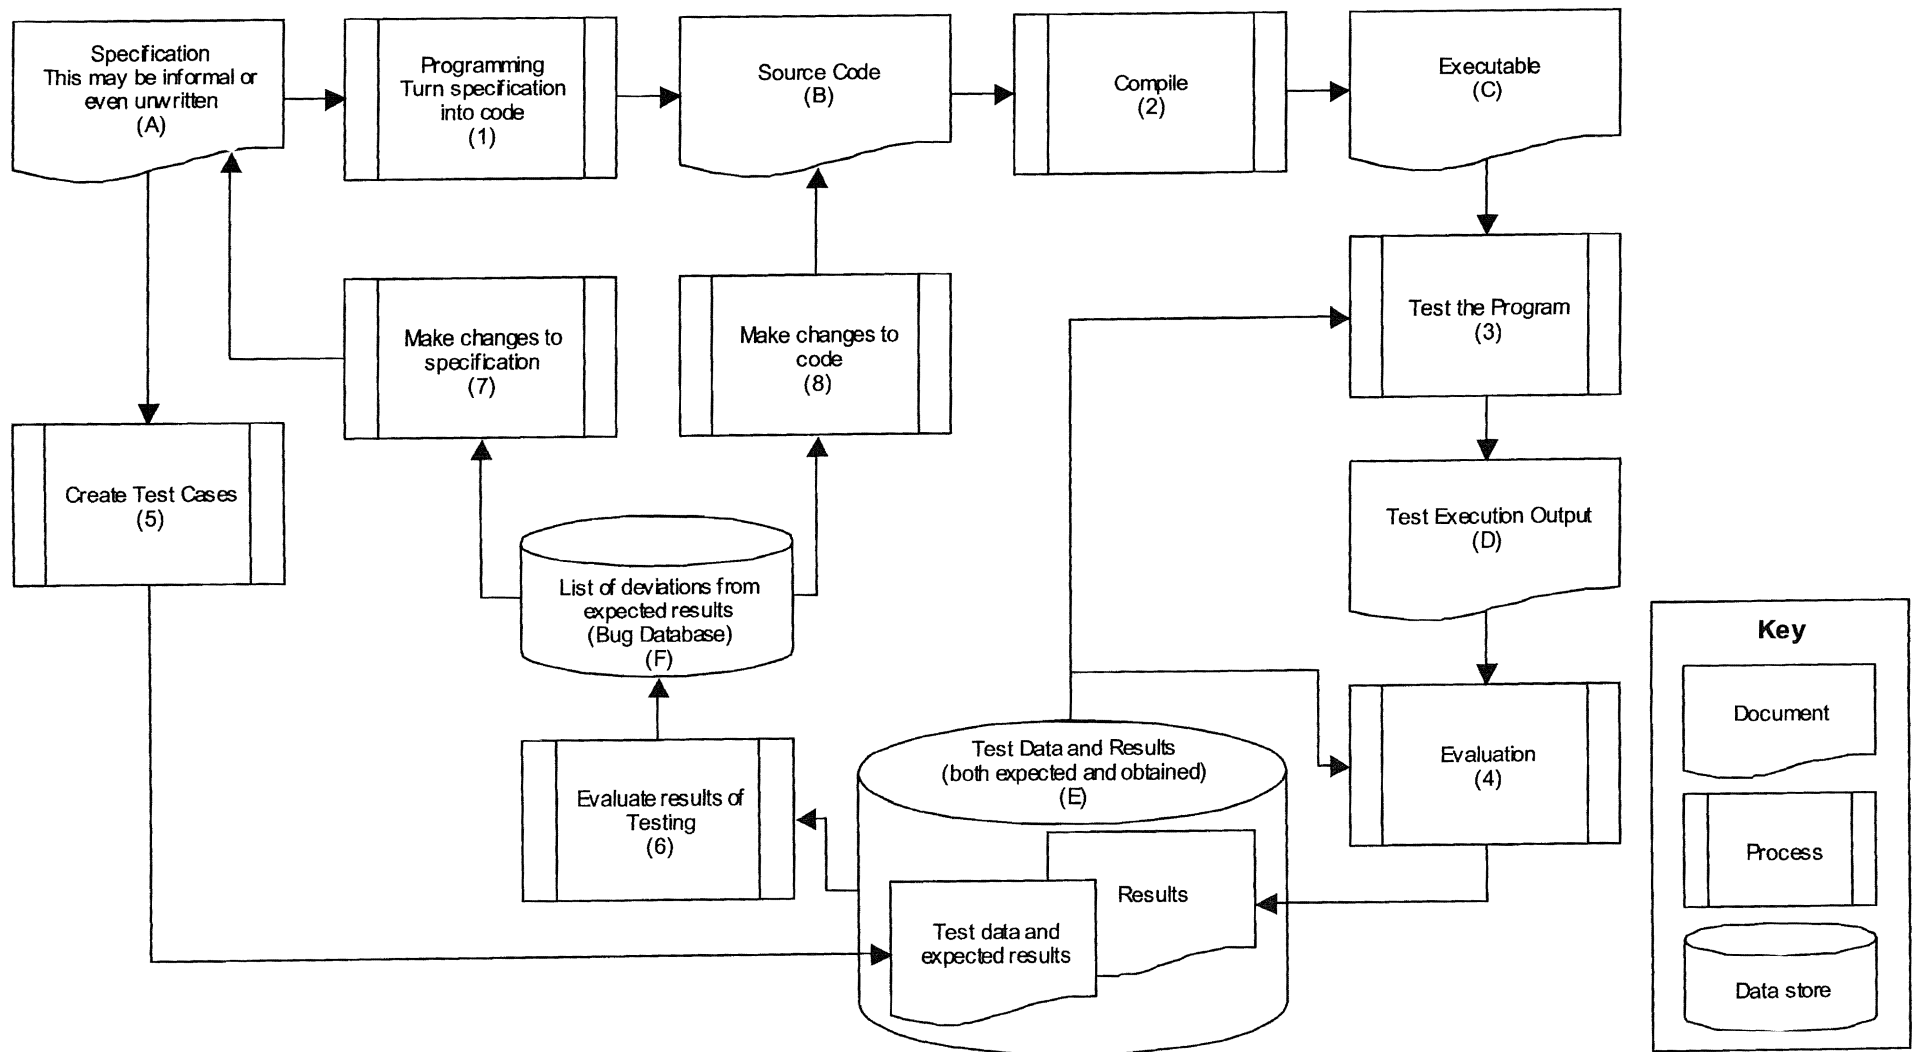 Specification
This may be informal or
even unwritten
(A)
Programming
Turn specification
into code
(1)
Source Code
(B)
Compile
(2)
Executable
(C)
Test the Program
(3)
Make changes to
specification
(7)
Make changes to
code
(8)
Create Test Cases
(5)
Test Execution Output
(D)
List of deviations from
expected results
(Bug Database)
(F)
Evaluation
(4)
Test Data and Results
(both expected and obtained)
(E)
Evaluate results of
Testing
(6)
Results
Test data and
expected results
Key
Document
Process
Data store